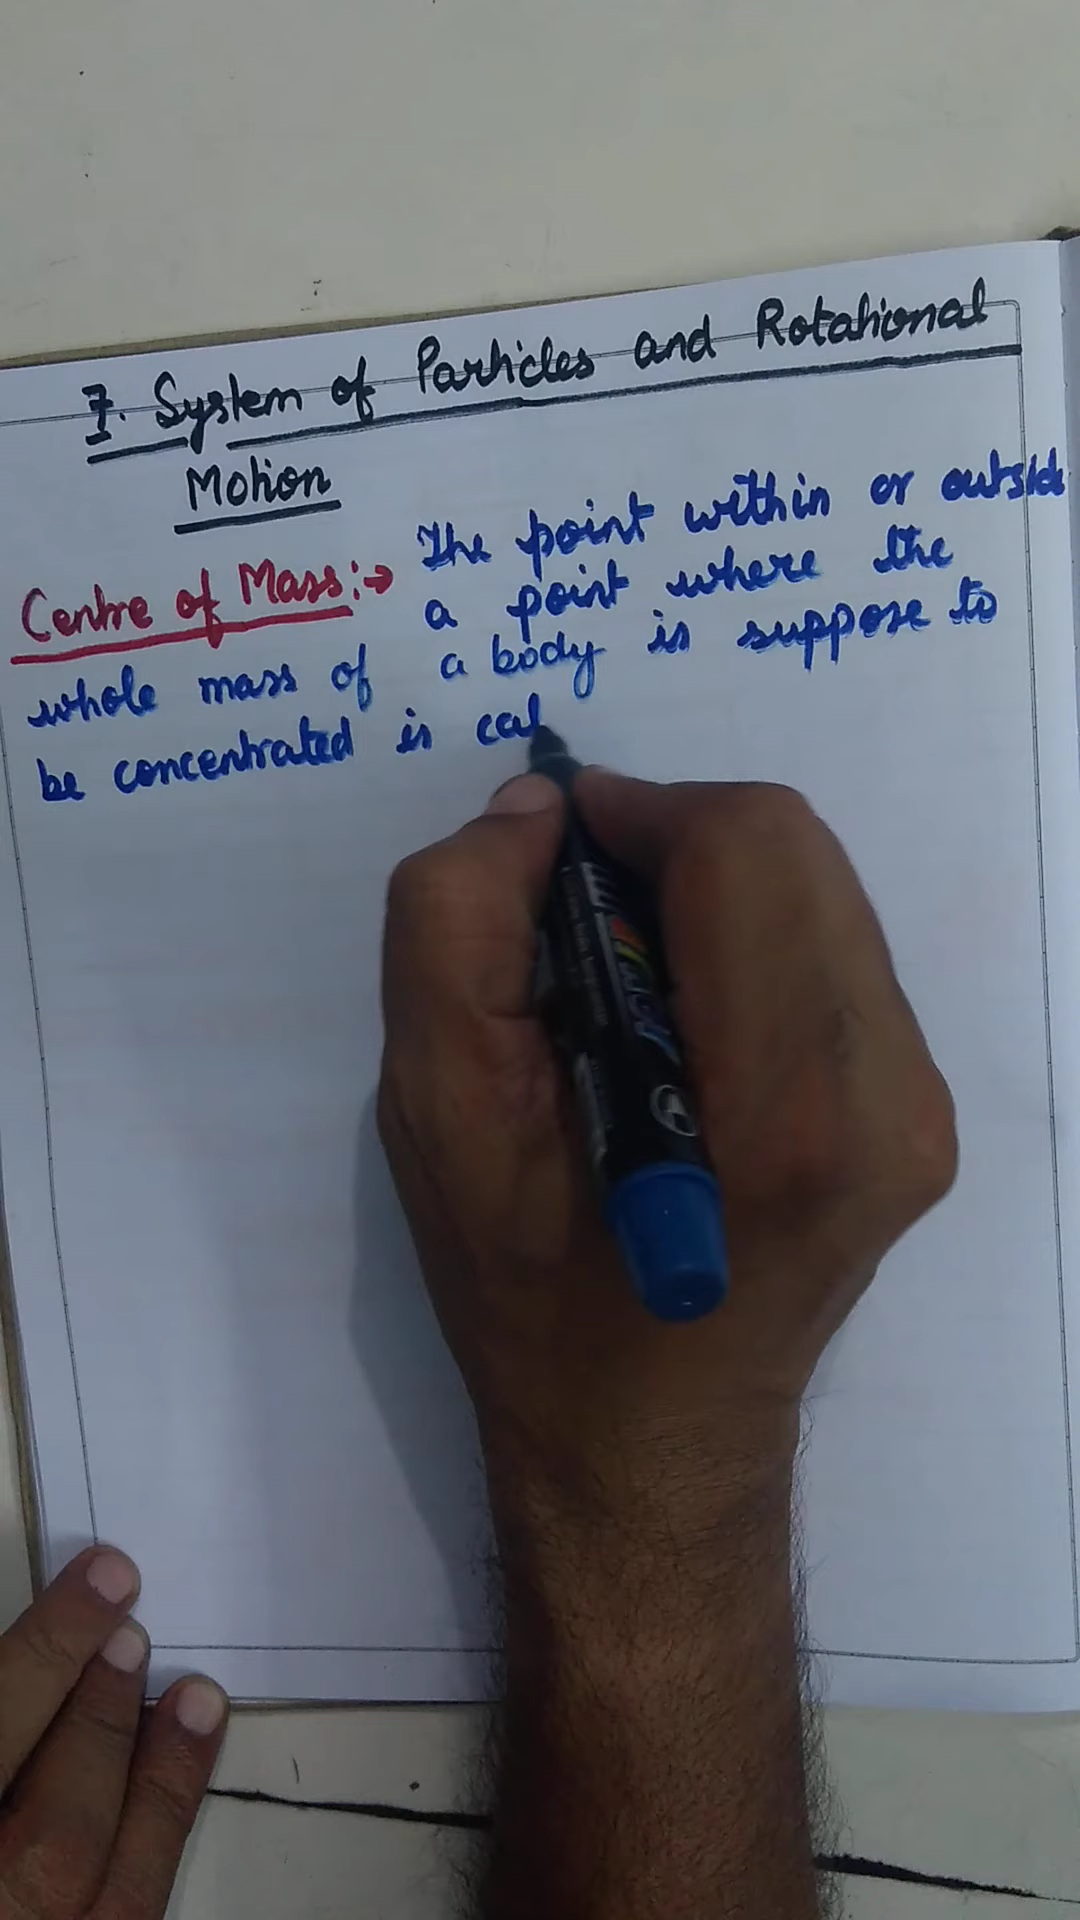 7. System of Particles and Rotational
Motion
Centre of Mass:→ The point within or outside
a point where the
whole mass of a body is suppose to
be concentrated is cal